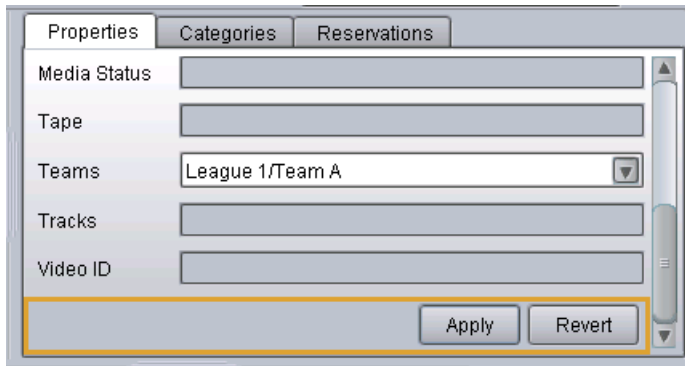 Properties Categories Reservations
Media Status
Tape
Teams League 1/Team A
Tracks
Video ID
Apply Revert